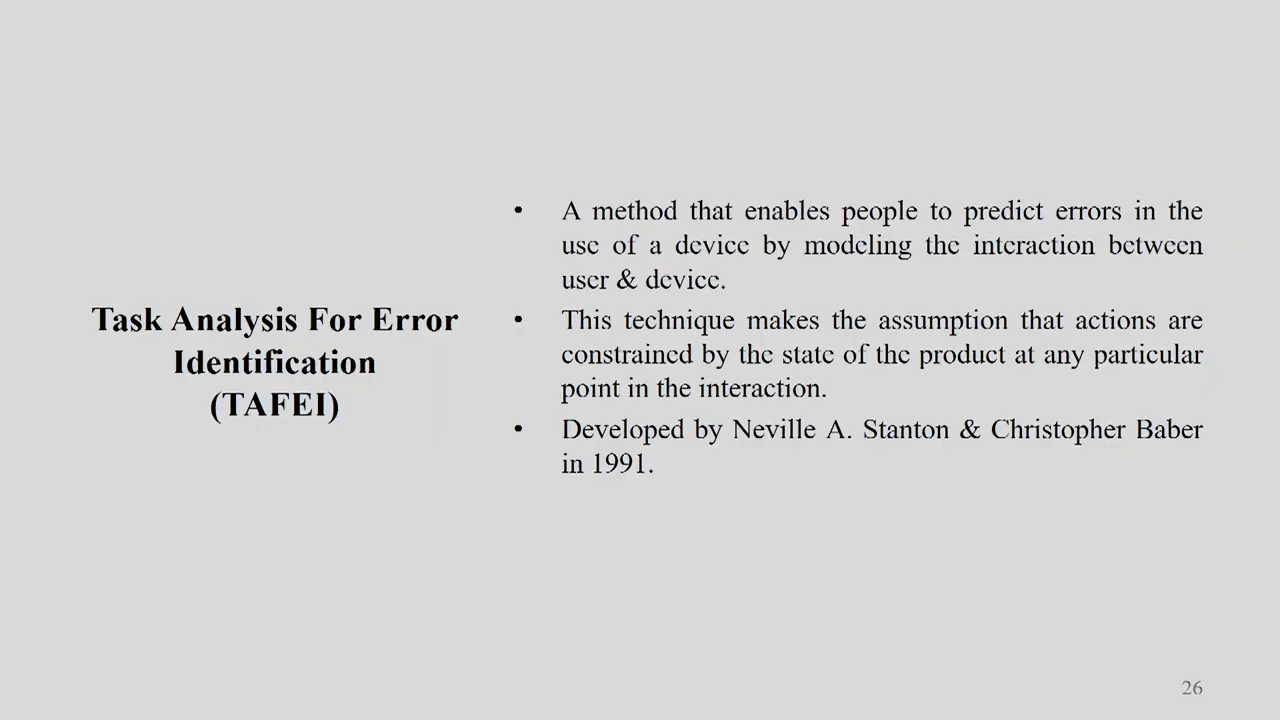 Task Analysis For Error
Identification
(TAFEI)
• A method that enables people to predict errors in the
use of a device by modeling the interaction between
user & device.
• This technique makes the assumption that actions are
constrained by the state of the product at any particular
point in the interaction.
• Developed by Neville A. Stanton & Christopher Baber
in 1991.
26